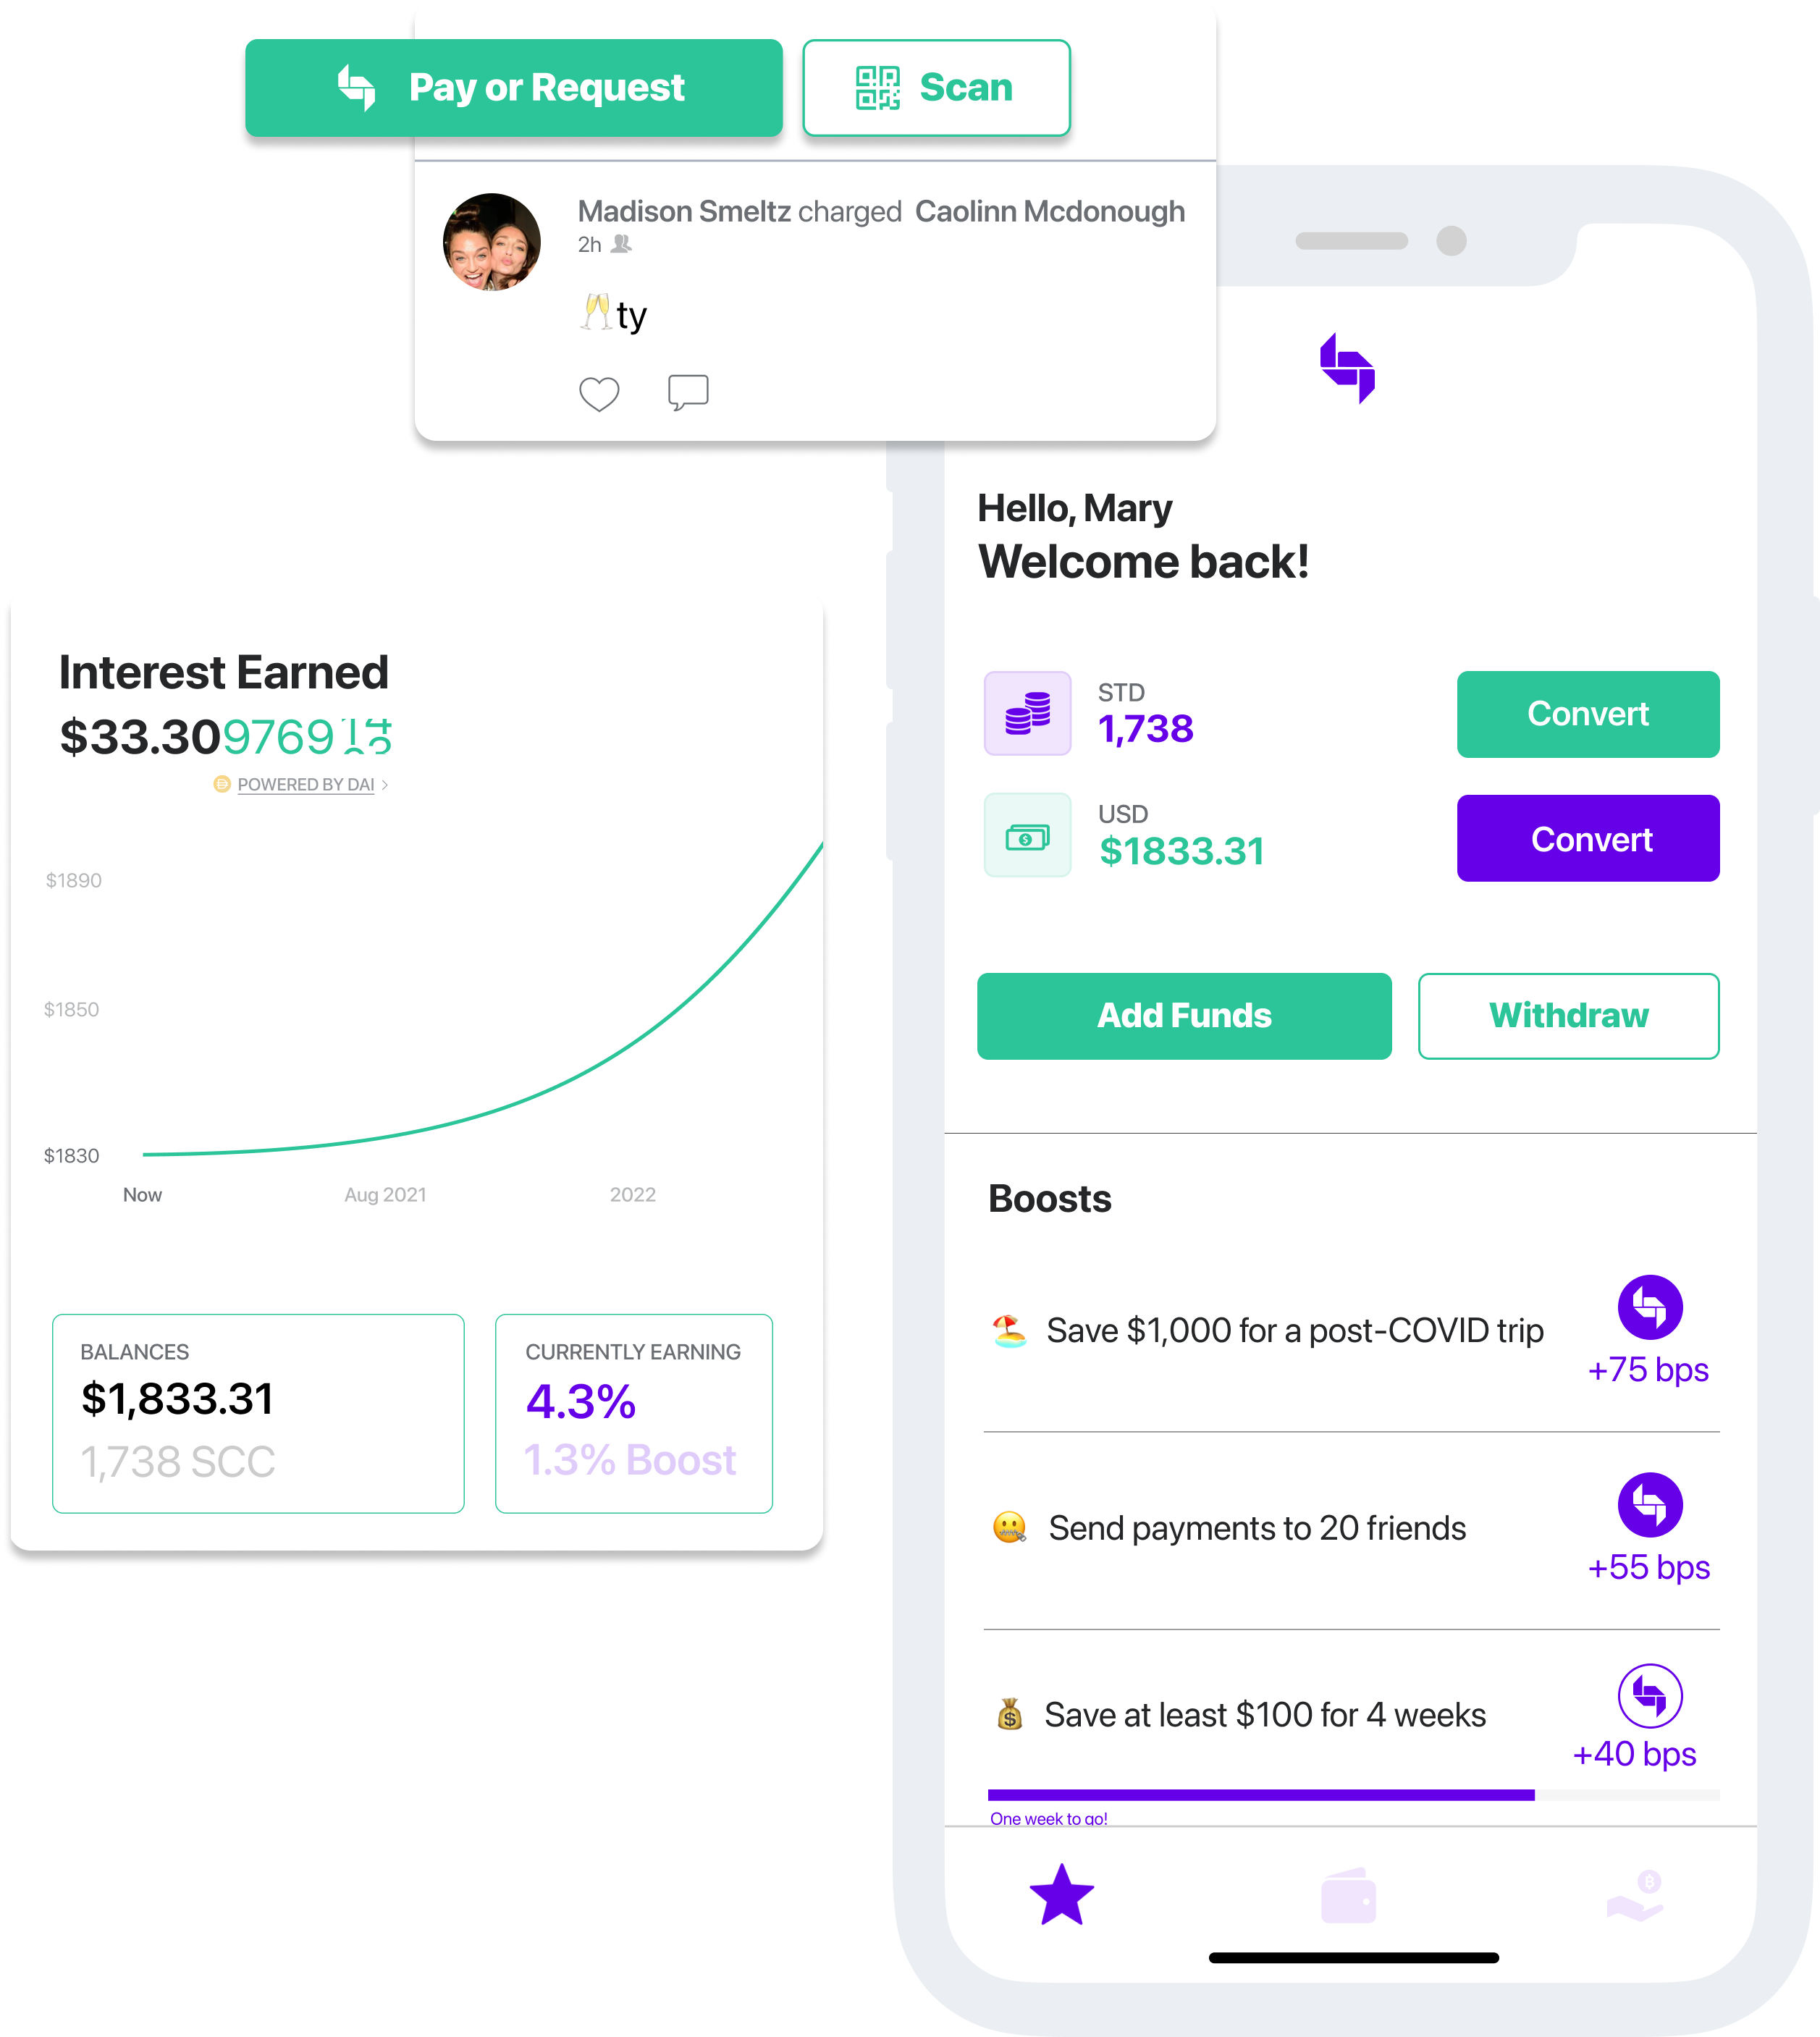 Pay or Request
Scan
Madison Smeltz charged Caolinn Mcdonough
2h
ty
Hello, Mary
Welcome back!
STD
1,738
Convert
USD
$1833.31
Convert
Add Funds
Withdraw
Interest Earned
$33.309769
POWERED BY DAI >
$1890
$1850
$1830
Now
Aug 2021
2022
BALANCES
$1,833.31
1,738 SCC
CURRENTLY EARNING
4.3%
1.3% Boost
Boosts
Save $1,000 for a post-COVID trip
+75 bps
Send payments to 20 friends
+55 bps
Save at least $100 for 4 weeks
+40 bps
One week to go!